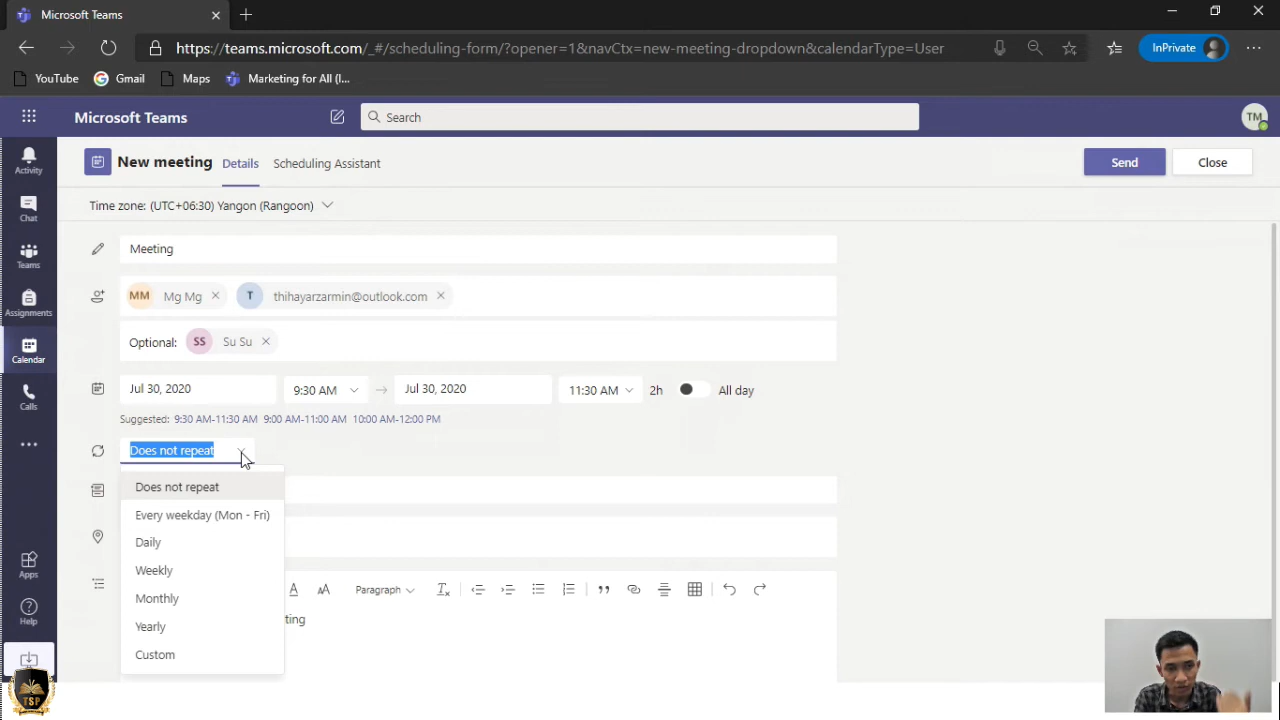 Microsoft Teams
https://teams.microsoft.com/_#/scheduling-form/?opener=1&navCtx=new-meeting-dropdown&calendarType=User
InPrivate
YouTube
Gmail
Maps
Marketing for All (I...
Microsoft Teams
Search
TM
Activity
Chat
Teams
Assignments
Calendar
Calls
Apps
Help
New meeting
Details
Scheduling Assistant
Send
Close
Time zone: (UTC+06:30) Yangon (Rangoon)
Meeting
MM Mg Mg
T thihayarzarmin@outlook.com
Optional: SS Su Su
Jul 30, 2020 9:30 AM → Jul 30, 2020 11:30 AM 2h All day
Suggested: 9:30 AM-11:30 AM 9:00 AM-11:00 AM 10:00 AM-12:00 PM
Does not repeat
Does not repeat
Every weekday (Mon - Fri)
Daily
Weekly
Monthly
Yearly
Custom
Paragraph
ting
TSP